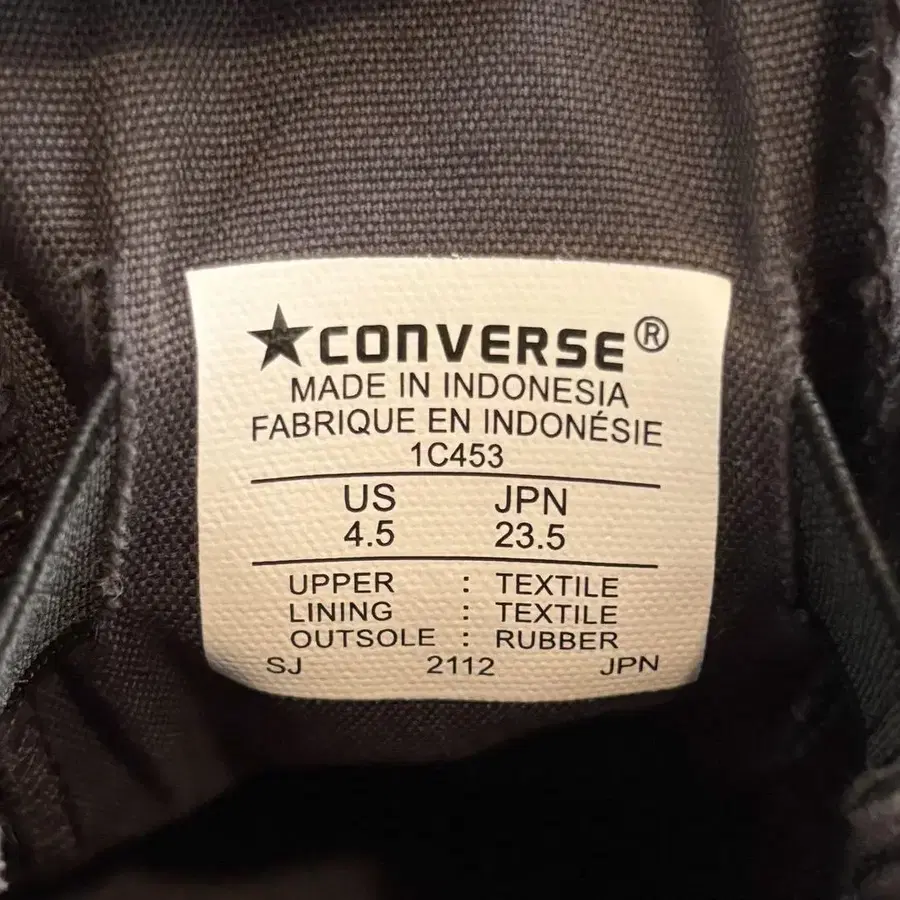 ★CONVERSE®
MADE IN INDONESIA
FABRIQUE EN INDONÉSIE
1C453
US JPN
4.5 23.5
UPPER : TEXTILE
LINING : TEXTILE
OUTSOLE : RUBBER
SJ 2112 JPN